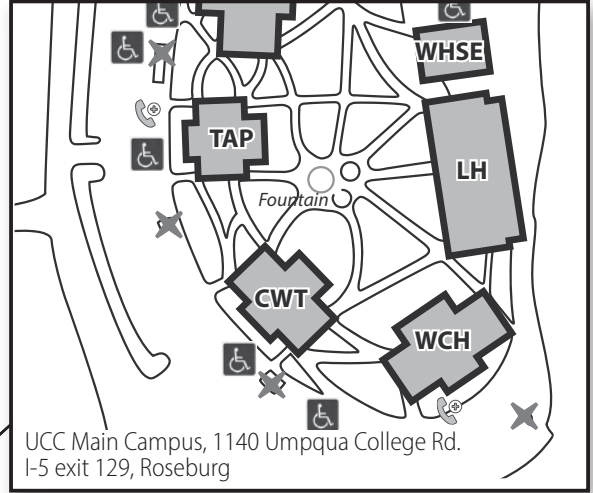 WHSE
TAP
LH
Fountain
CWT
WCH
UCC Main Campus, 1140 Umpqua College Rd.
I-5 exit 129, Roseburg